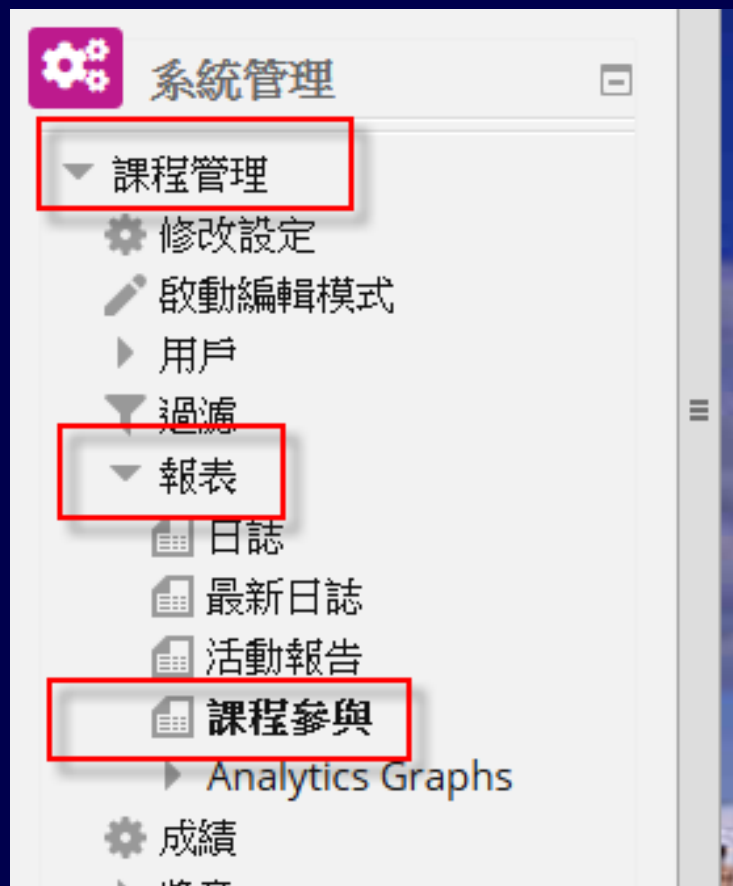 系統管理
課程管理
修改設定
啟動編輯模式
用戶
過濾
報表
日誌
最新日誌
活動報告
課程參與
Analytics Graphs
成績